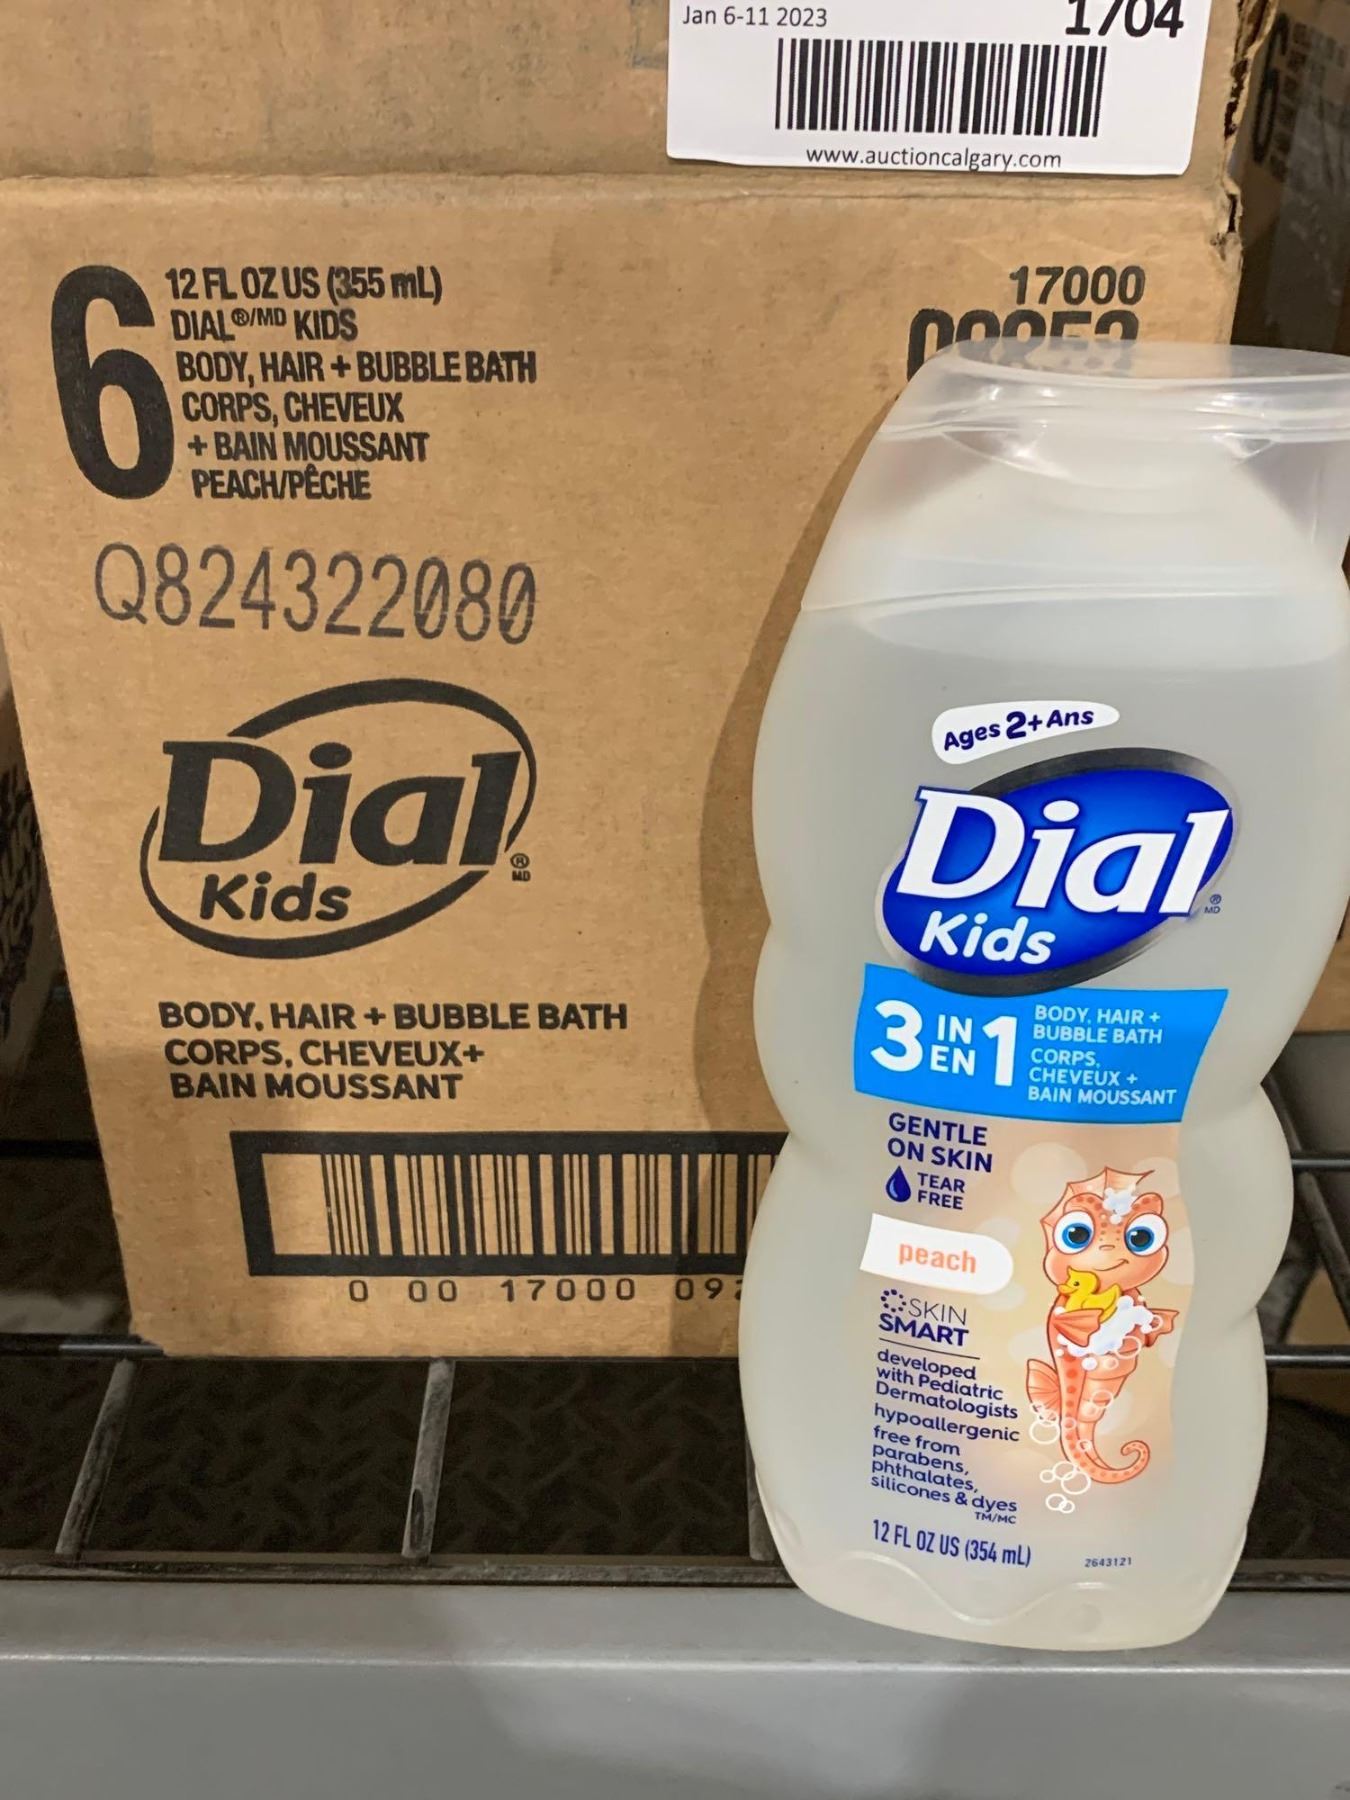 Jan 6-11 2023
1704
www.auctioncalgary.com
6
12 FL OZ US (355 mL)
DIAL®/MD KIDS
BODY, HAIR + BUBBLE BATH
CORPS, CHEVEUX
+ BAIN MOUSSANT
PEACH/PÊCHE
17000
Q824322080
Dial
Kids
®
MD
BODY, HAIR + BUBBLE BATH
CORPS, CHEVEUX+
BAIN MOUSSANT
0 00 17000 09
Ages 2+ Ans
Dial
Kids
®
MD
3 IN EN 1
BODY, HAIR +
BUBBLE BATH
CORPS,
CHEVEUX +
BAIN MOUSSANT
GENTLE
ON SKIN
TEAR
FREE
peach
SKIN
SMART
developed
with Pediatric
Dermatologists
hypoallergenic
free from
parabens,
phthalates,
silicones & dyes
TM/MC
12 FL OZ US (354 mL)
2643121